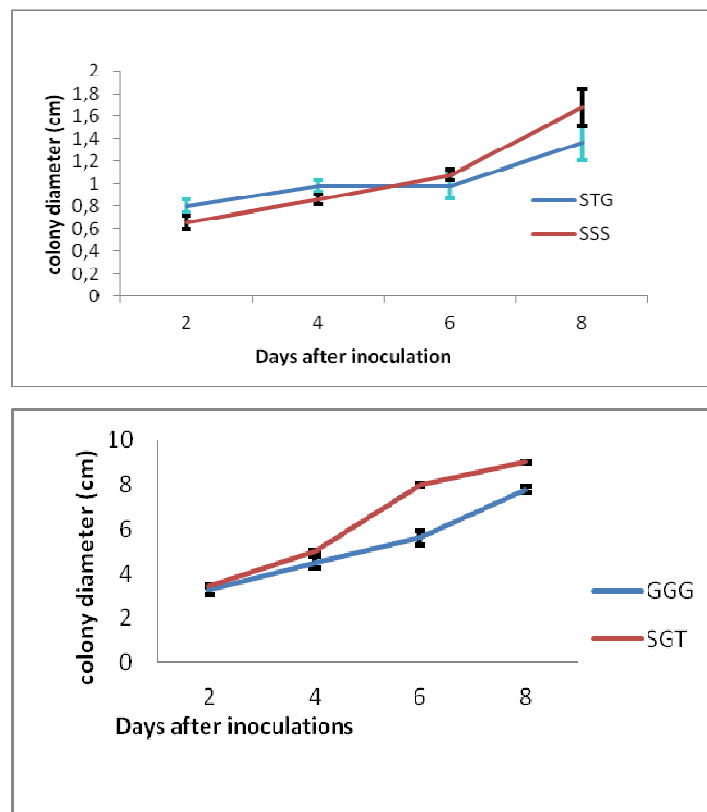 2
1,8
1,6
1,4
1,2
1
0,8
0,6
0,4
0,2
0
colony diameter (cm)
STG
SSS
2 4 6 8
Days after inoculation
10
8
6
4
2
0
colony diameter (cm)
GGG
SGT
2 4 6 8
Days after inoculations